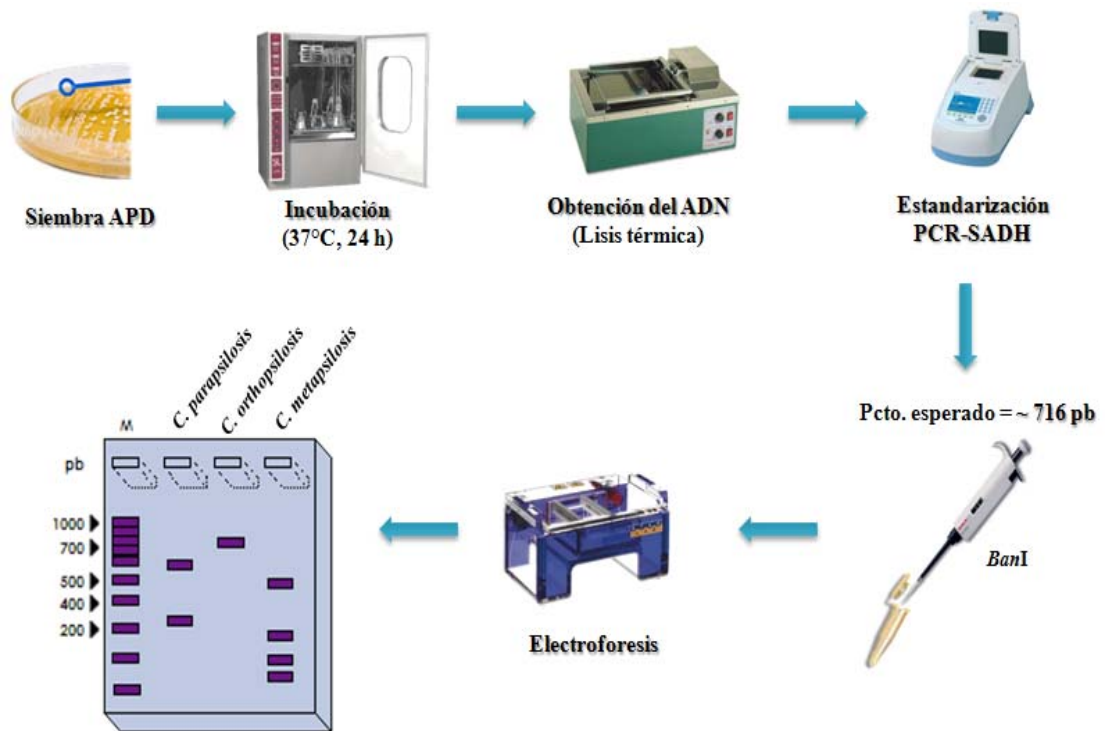 Siembra APD
Incubación
(37°C, 24 h)
Obtención del ADN
(Lisis térmica)
Estandarización
PCR-SADH
Pcto. esperado = ~ 716 pb
BanI
Electroforesis
C. parapsilosis
C. orthopsilosis
C. metapsilosis
M
pb
1000
700
500
400
200